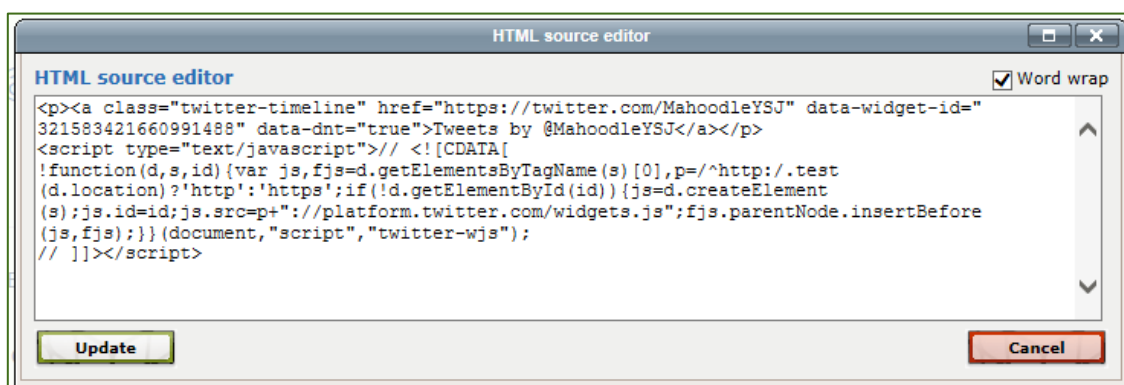 HTML source editor
HTML source editor
Word wrap
<p><a class="twitter-timeline" href="https://twitter.com/MahoodleYSJ" data-widget-id="
321583421660991488" data-dnt="true">Tweets by @MahoodleYSJ</a></p>
<script type="text/javascript">// <![CDATA[
!function(d,s,id){var js,fjs=d.getElementsByTagName(s)[0],p=/^http:/.test
(d.location)?'http':'https';if(!d.getElementById(id)){js=d.createElement
(s);js.id=id;js.src=p+"://platform.twitter.com/widgets.js";fjs.parentNode.insertBefore
(js,fjs);}}(document,"script","twitter-wjs");
// ]]></script>
Update
Cancel